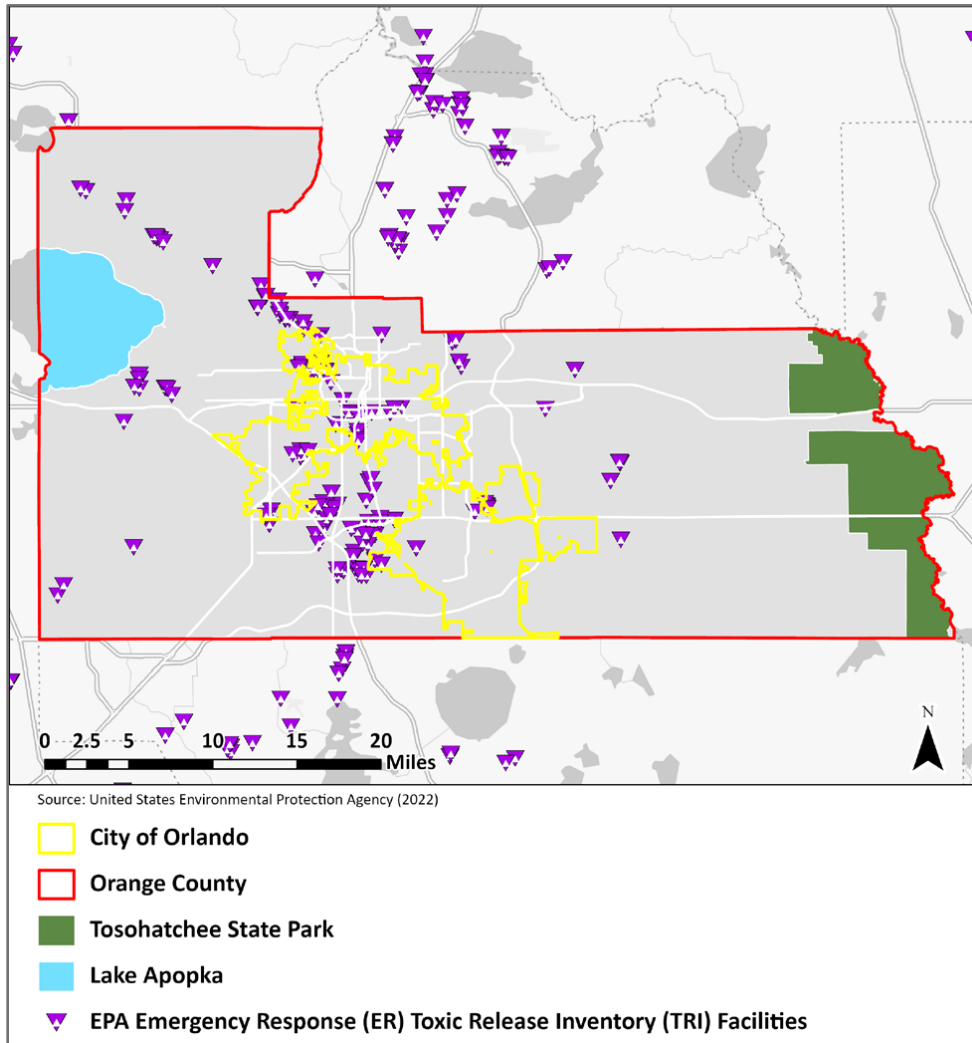 N
0 2.5 5 10 15 20
Miles
Source: United States Environmental Protection Agency (2022)
City of Orlando
Orange County
Tosohatchee State Park
Lake Apopka
EPA Emergency Response (ER) Toxic Release Inventory (TRI) Facilities